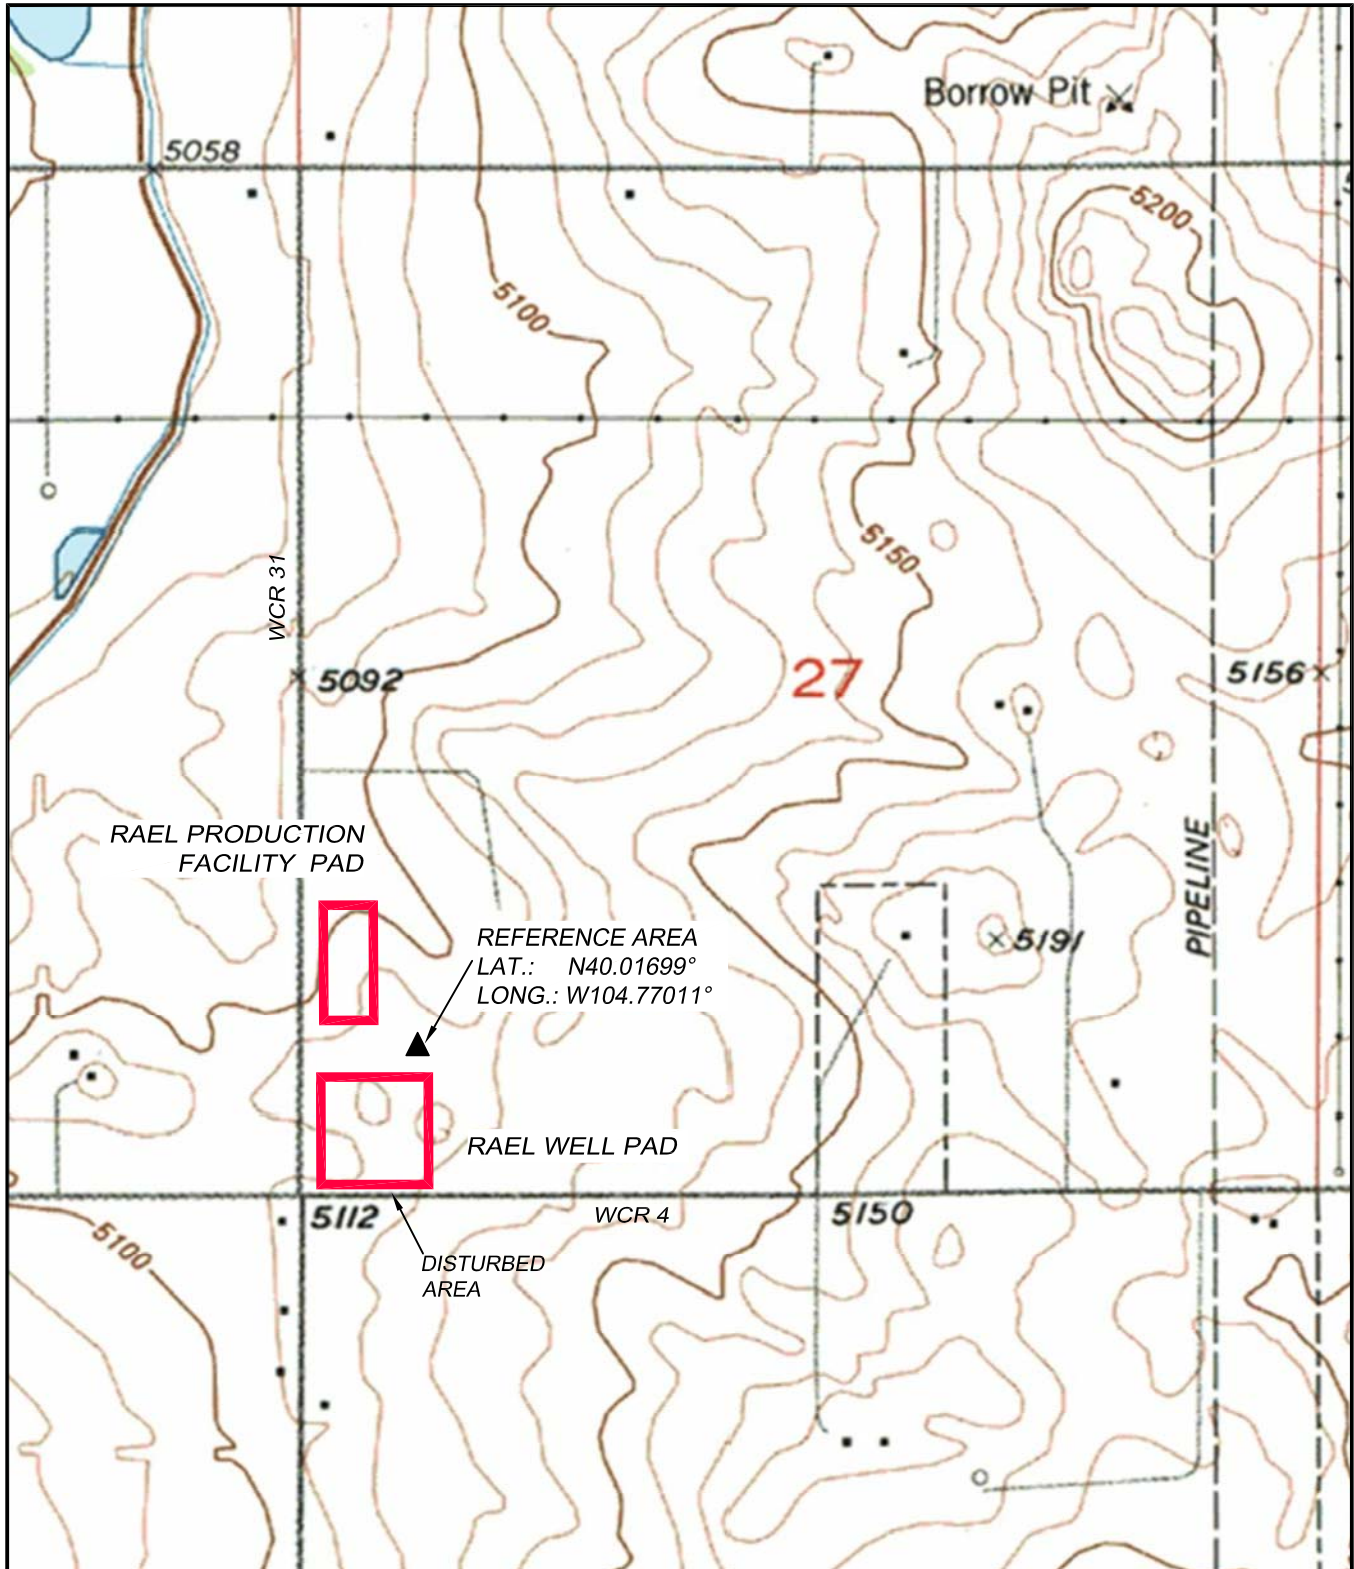 Borrow Pit
5058
5200
5100
5150
WCR 31
27
5092
5156
RAEL PRODUCTION
FACILITY PAD
PIPELINE
REFERENCE AREA
LAT.: N40.01699°
LONG.: W104.77011°
5191
RAEL WELL PAD
5112
WCR 4
5150
5100
DISTURBED
AREA